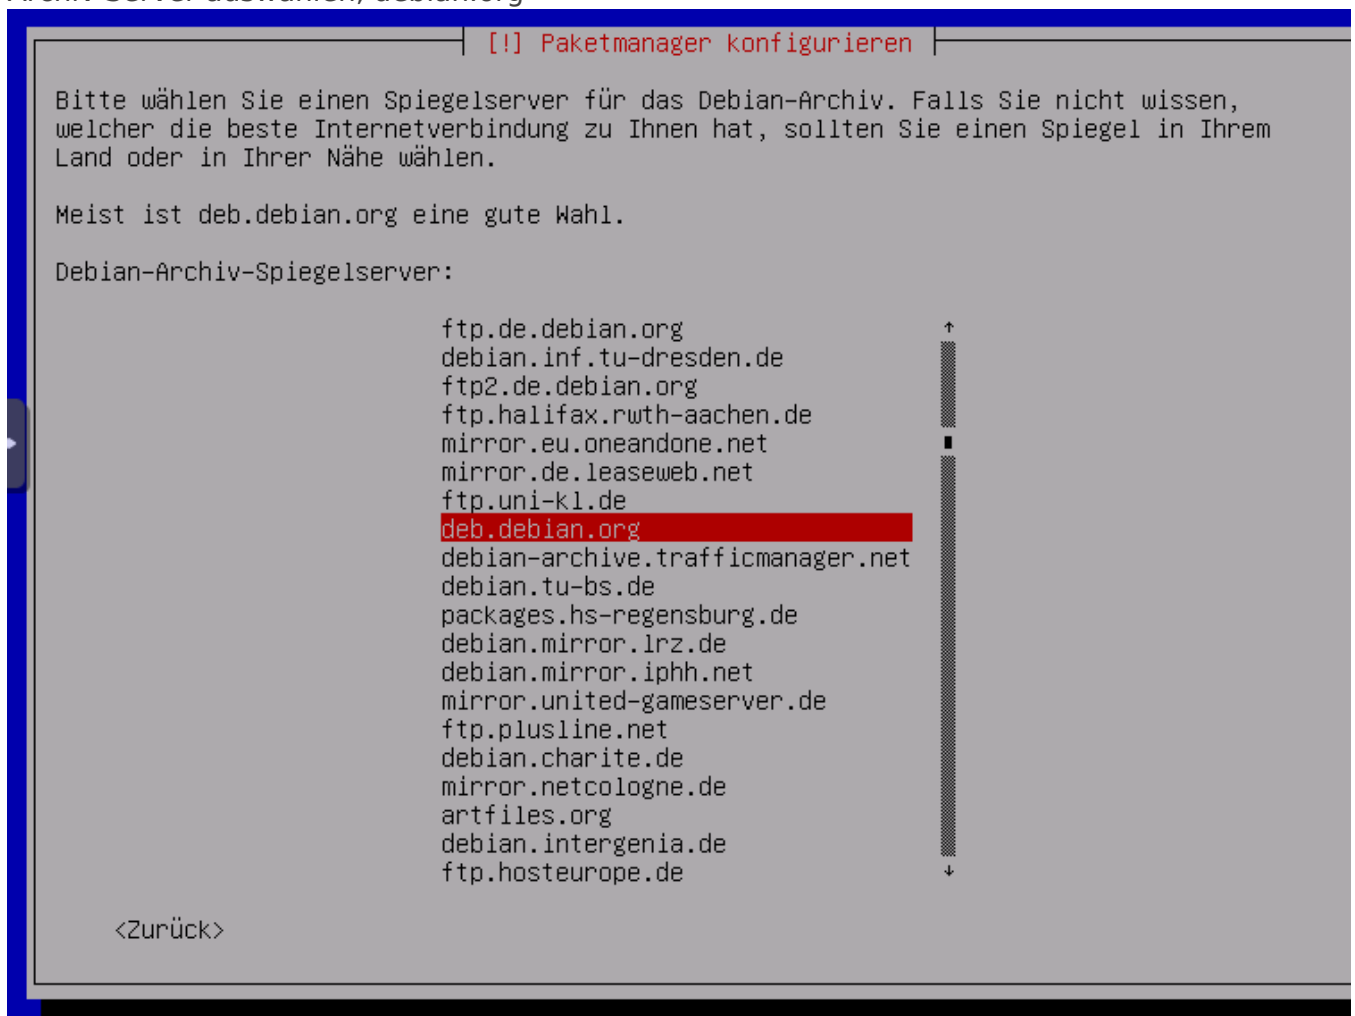 Archiv-Server auswählen, debian.org
[!] Paketmanager konfigurieren
Bitte wählen Sie einen Spiegelserver für das Debian-Archiv. Falls Sie nicht wissen,
welcher die beste Internetverbindung zu Ihnen hat, sollten Sie einen Spiegel in Ihrem
Land oder in Ihrer Nähe wählen.
Meist ist deb.debian.org eine gute Wahl.
Debian-Archiv-Spiegelserver:
ftp.de.debian.org
debian.inf.tu-dresden.de
ftp2.de.debian.org
ftp.halifax.rwth-aachen.de
mirror.eu.oneandone.net
mirror.de.leaseweb.net
ftp.uni-kl.de
deb.debian.org
debian-archive.trafficmanager.net
debian.tu-bs.de
packages.hs-regensburg.de
debian.mirror.lrz.de
debian.mirror.iphh.net
mirror.united-gameserver.de
ftp.plusline.net
debian.charite.de
mirror.netcologne.de
artfiles.org
debian.intergenia.de
ftp.hosteurope.de
<Zurück>